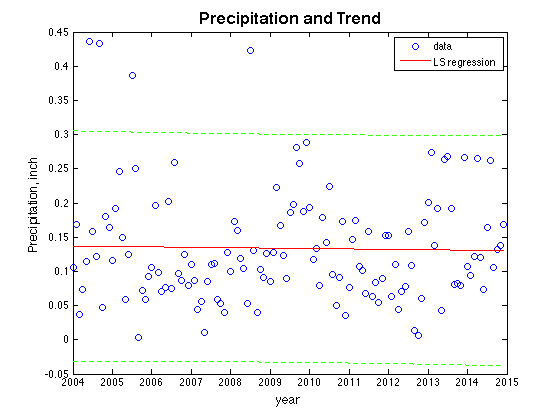 Precipitation and Trend
0.45
0.4
0.35
0.3
0.25
0.2
0.15
0.1
0.05
0
-0.05
Precipitation, inch
data
LS regression
2004 2005 2006 2007 2008 2009 2010 2011 2012 2013 2014 2015
year